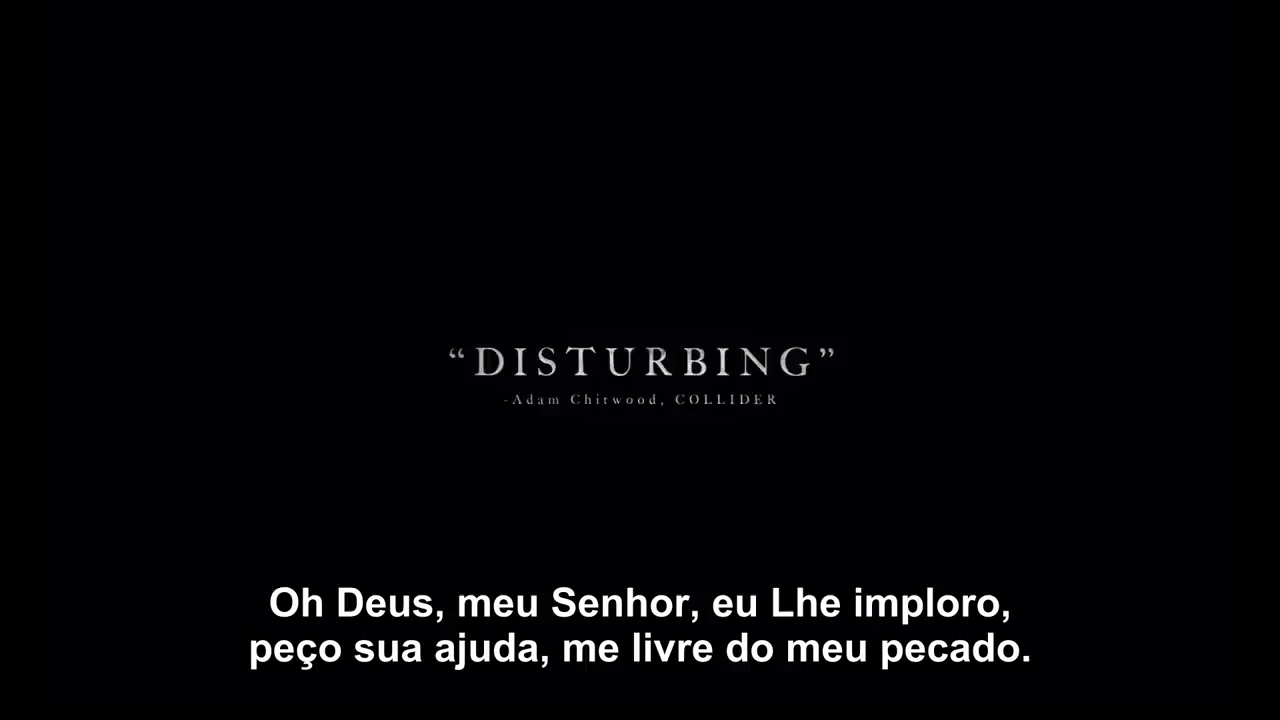 “DISTURBING”
-Adam Chitwood, COLLIDER
Oh Deus, meu Senhor, eu Lhe imploro,
peço sua ajuda, me livre do meu pecado.